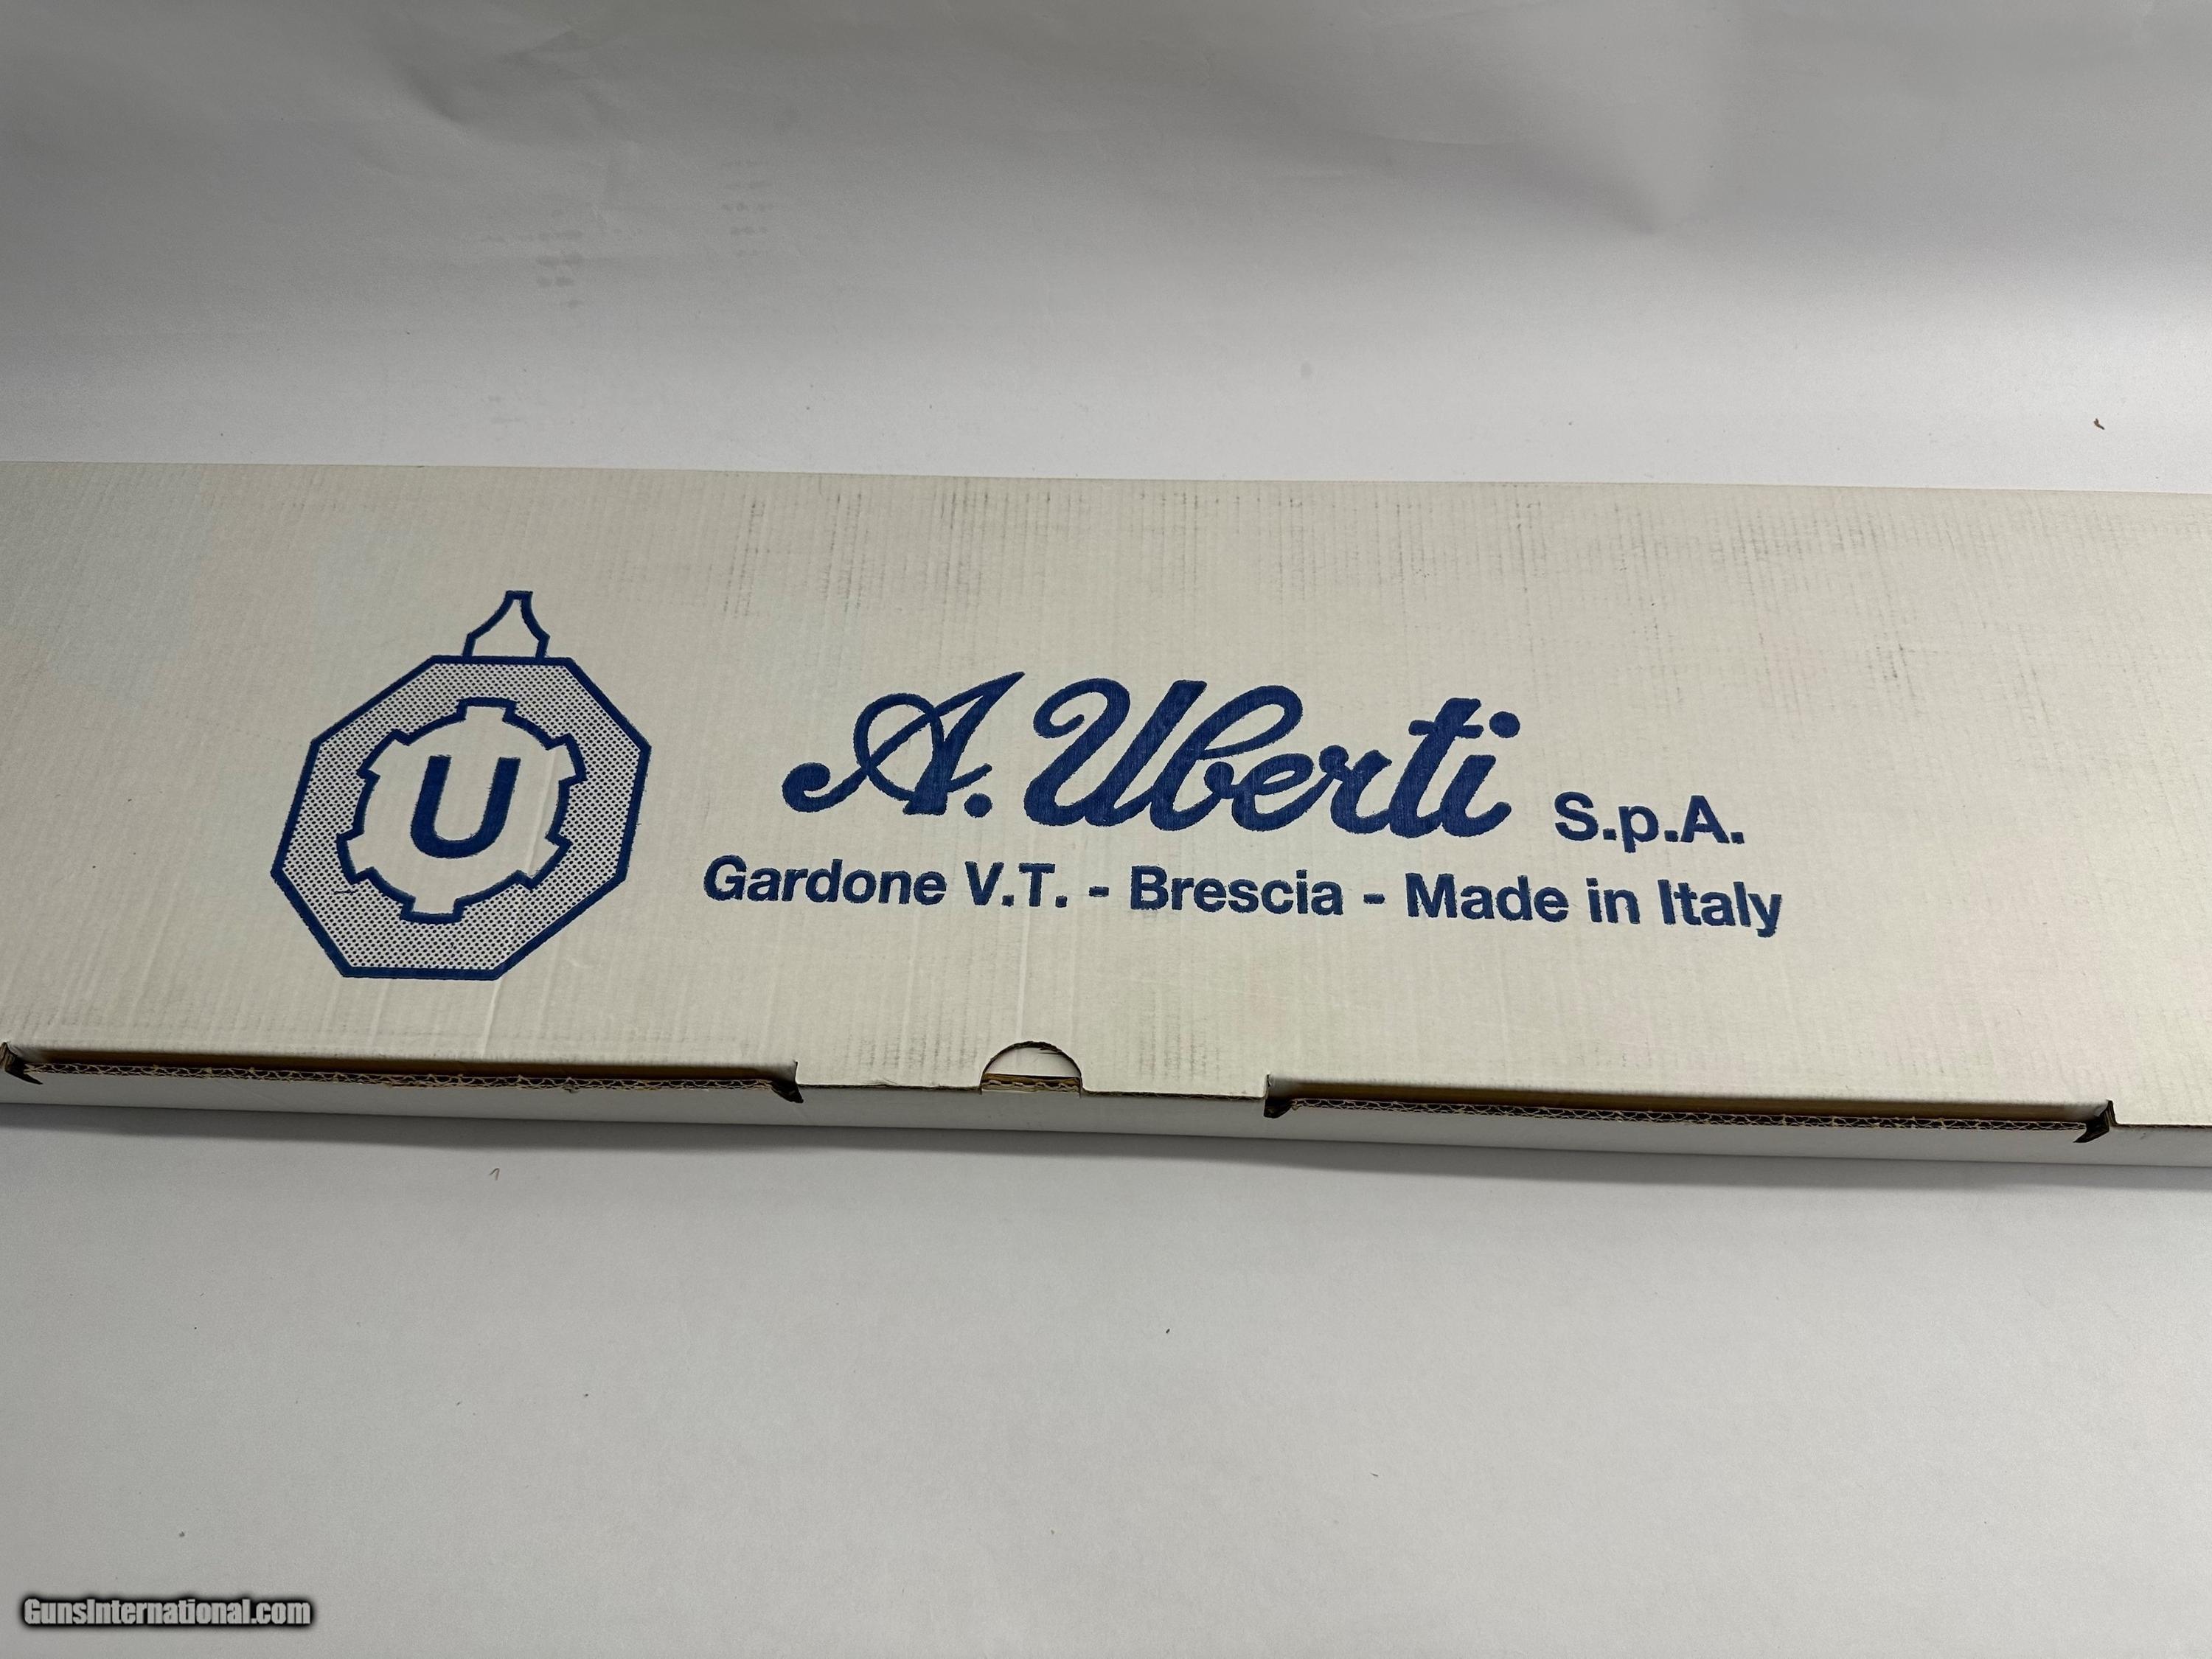 U
A. Uberti S.p.A.
Gardone V.T. - Brescia - Made in Italy
GunsInternational.com